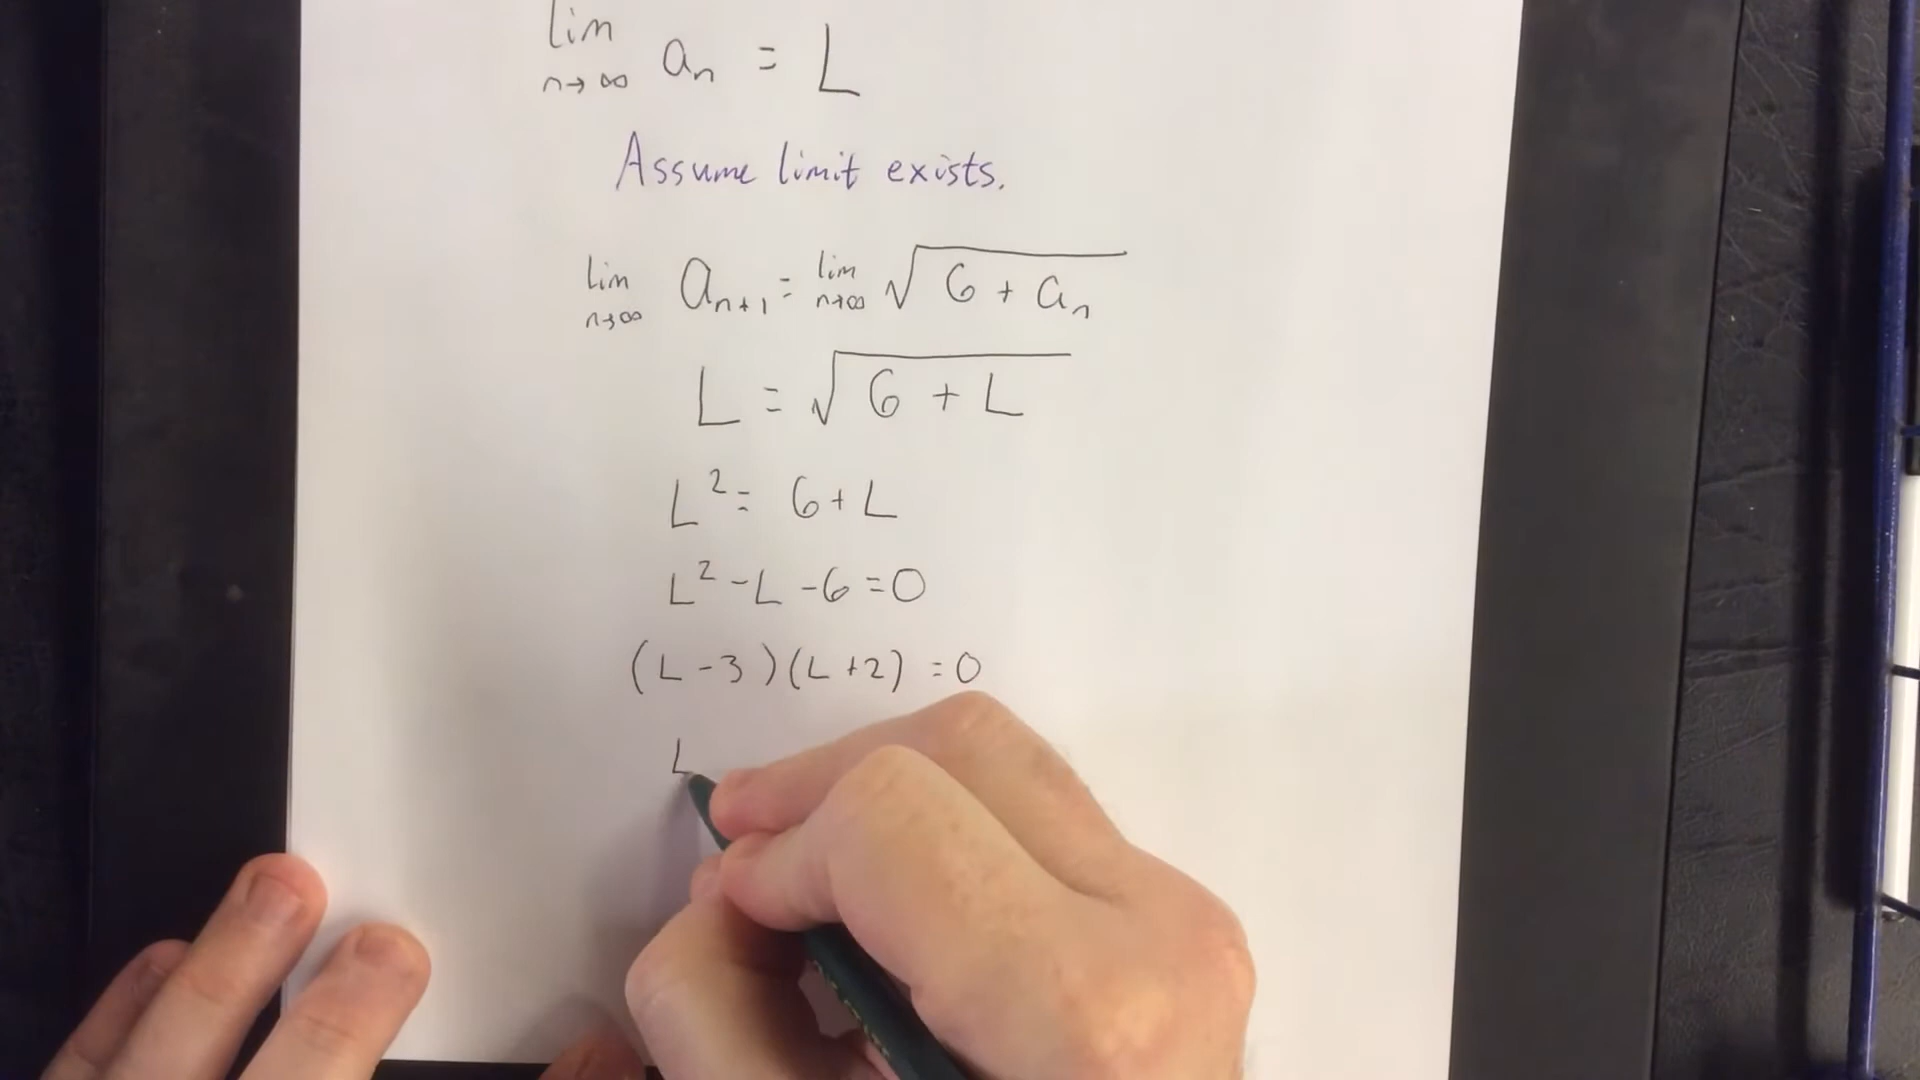 lim n→∞ aₙ = L
Assume limit exists.
lim n→∞ aₙ₊₁ = lim n→∞ √(6 + aₙ)
L = √(6 + L)
L² = 6 + L
L² - L - 6 = 0
(L - 3)(L + 2) = 0
L